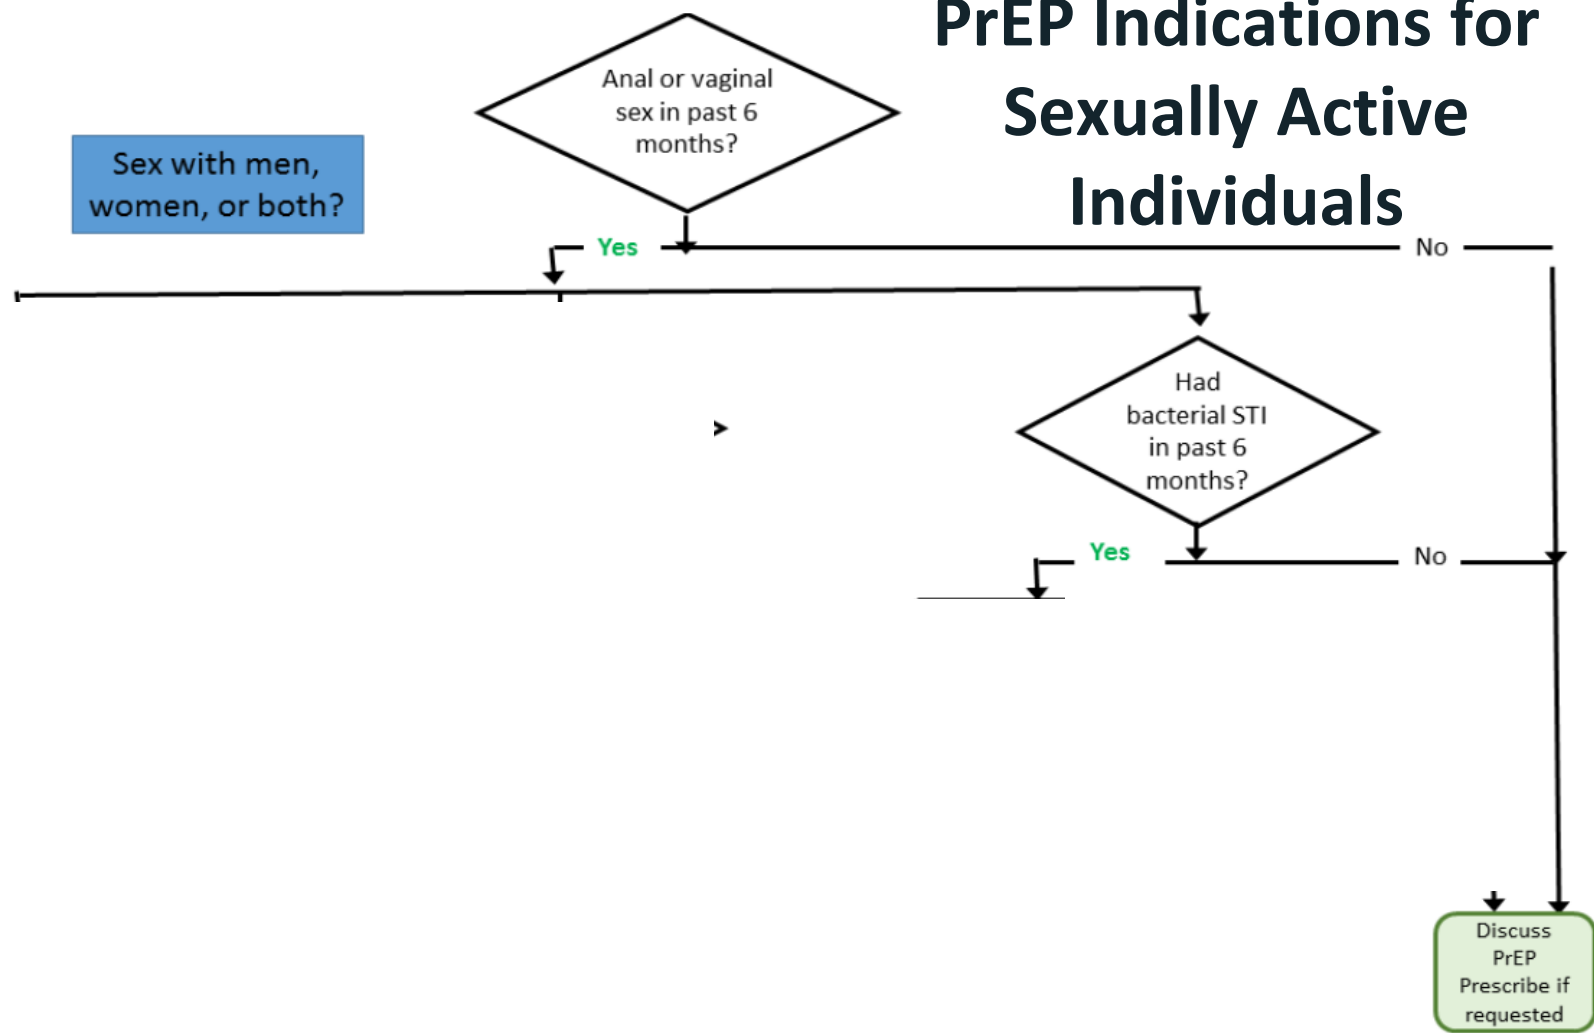 PrEP Indications for
Sexually Active
Individuals
Anal or vaginal
sex in past 6
months?
Sex with men,
women, or both?
Yes
No
Had
bacterial STI
in past 6
months?
Yes
No
Discuss
PrEP
Prescribe if
requested